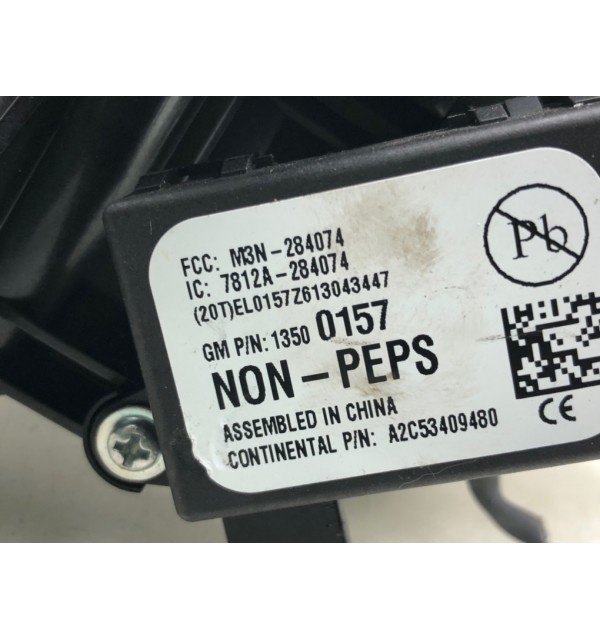 FCC: M3N-284074
IC: 7812A-284074
(20T)EL0157Z613043447
GM P/N: 1350 0157
NON-PEPS
ASSEMBLED IN CHINA
CONTINENTAL P/N: A2C53409480
Pb
CE